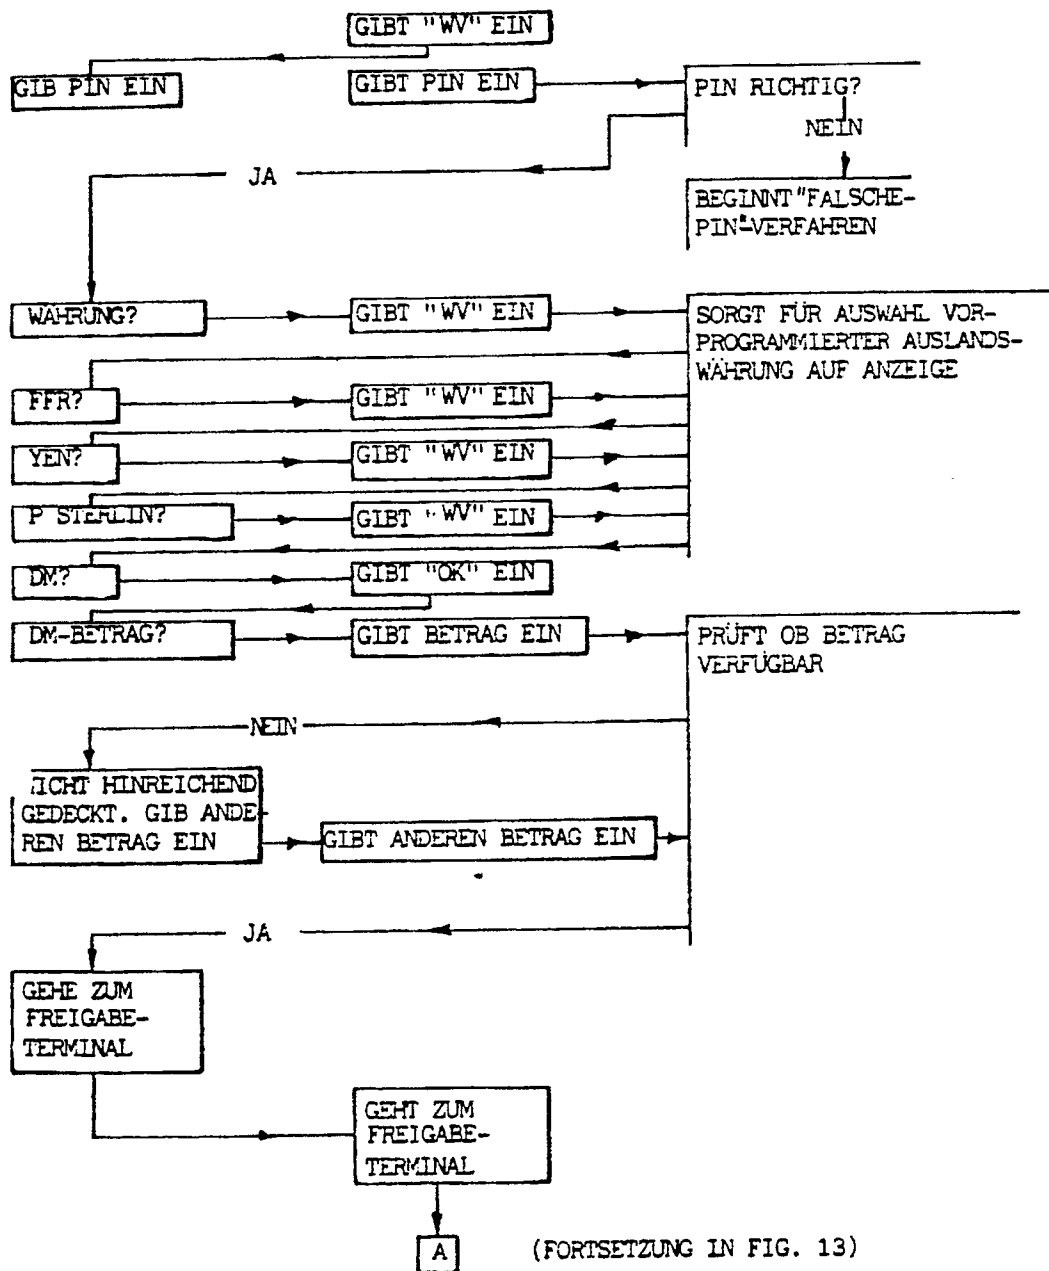 GIBT "WV" EIN
GIB PIN EIN
GIBT PIN EIN
PIN RICHTIG?
NEIN
JA
BEGINNT "FALSCHE-
PIN"-VERFAHREN
WÄHRUNG?
GIBT "WV" EIN
SORGT FÜR AUSWAHL VOR-
PROGRAMMIERTER AUSLANDS-
WÄHRUNG AUF ANZEIGE
FFR?
GIBT "WV" EIN
YEN?
GIBT "WV" EIN
P STERLIN?
GIBT "WV" EIN
DM?
GIBT "OK" EIN
DM-BETRAG?
GIBT BETRAG EIN
PRÜFT OB BETRAG
VERFÜGBAR
NEIN
NICHT HINREICHEND
GEDECKT. GIB ANDE-
REN BETRAG EIN
GIBT ANDEREN BETRAG EIN
JA
GEHE ZUM
FREIGABE-
TERMINAL
GEHT ZUM
FREIGABE-
TERMINAL
A
(FORTSETZUNG IN FIG. 13)